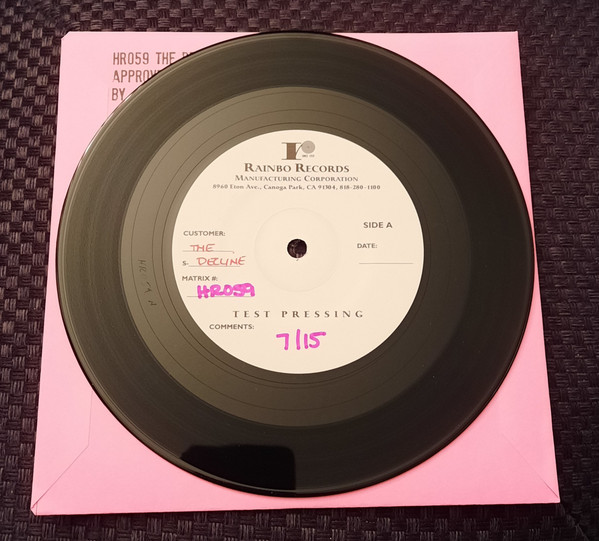 HR059 THE
APPROV
BY
RAINBO RECORDS
MANUFACTURING CORPORATION
8960 Eton Ave., Canoga Park, CA 91304, 818-280-1100
SIDE A
CUSTOMER:
THE
DATE:
S: DECLINE
MATRIX #:
HR059
TEST PRESSING
COMMENTS:
7/15